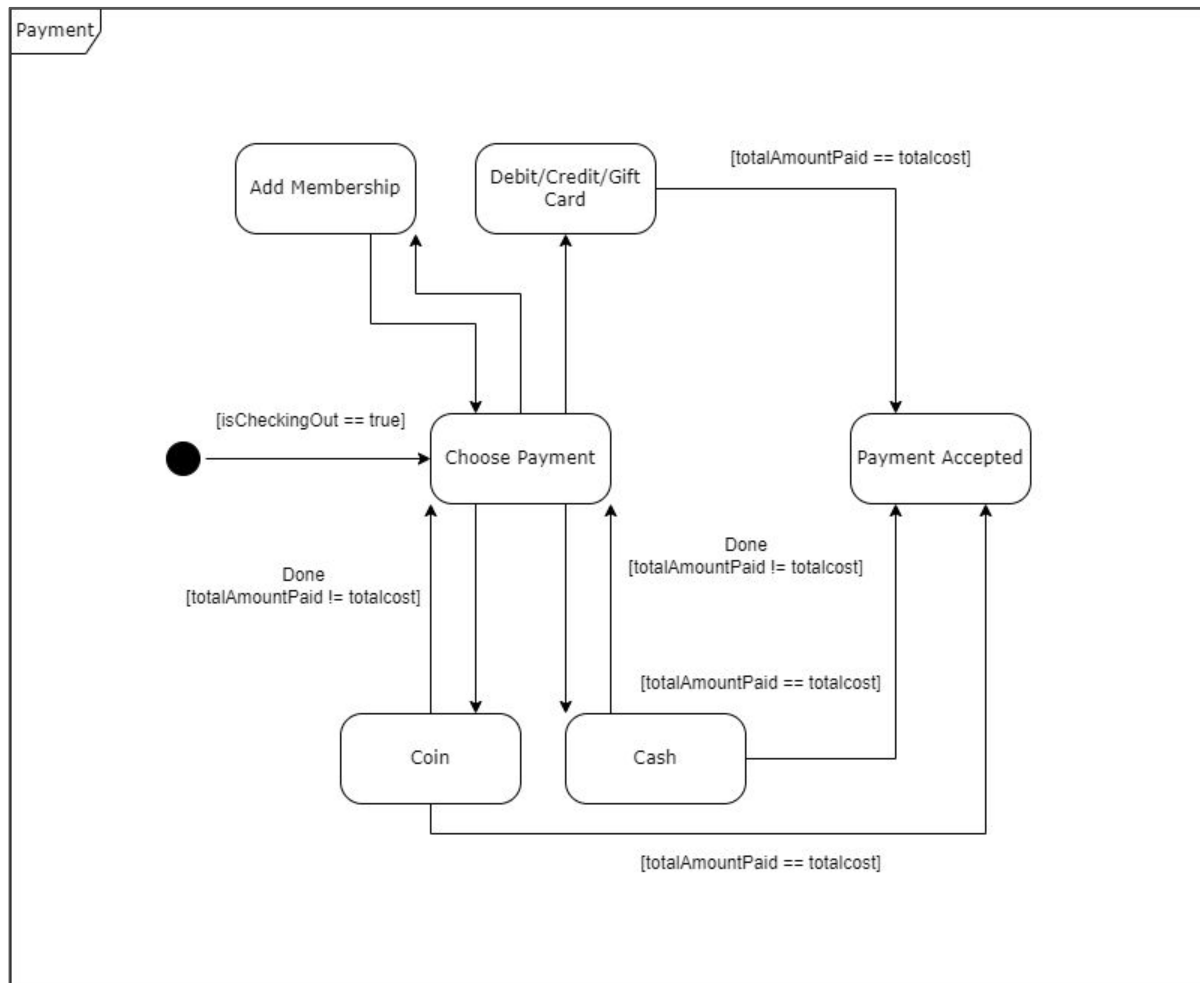 Payment
[totalAmountPaid == totalcost]
Add Membership
Debit/Credit/Gift
Card
[isCheckingOut == true]
Choose Payment
Payment Accepted
Done
[totalAmountPaid != totalcost]
Done
[totalAmountPaid != totalcost]
[totalAmountPaid == totalcost]
Coin
Cash
[totalAmountPaid == totalcost]